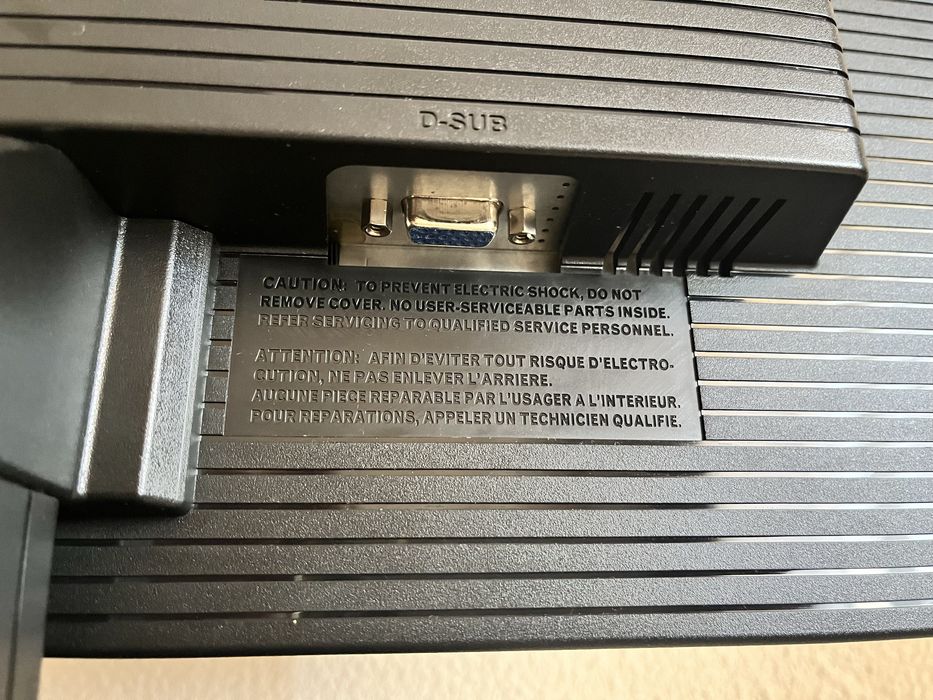 D-SUB
CAUTION: TO PREVENT ELECTRIC SHOCK, DO NOT
REMOVE COVER. NO USER-SERVICEABLE PARTS INSIDE.
REFER SERVICING TO QUALIFIED SERVICE PERSONNEL.
ATTENTION: AFIN D'EVITER TOUT RISQUE D'ELECTRO-
CUTION, NE PAS ENLEVER L'ARRIERE.
AUCUNE PIECE REPARABLE PAR L'USAGER A L'INTERIEUR.
POUR REPARATIONS, APPELER UN TECHNICIEN QUALIFIE.